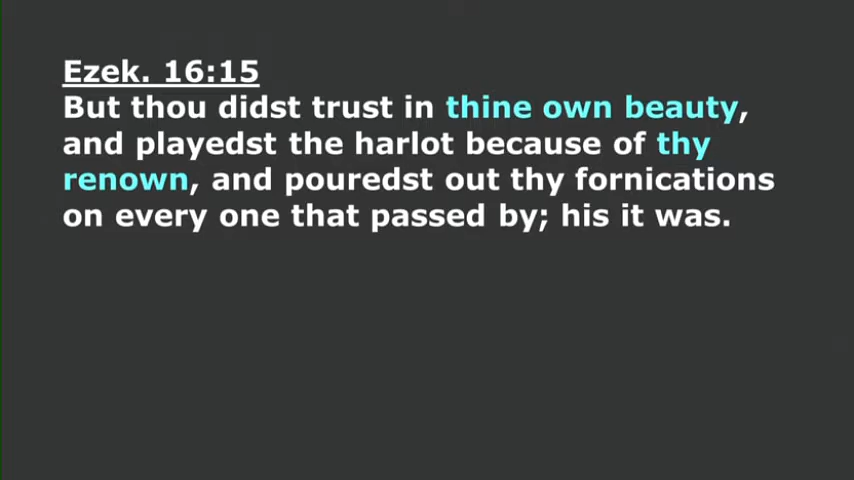 Ezek. 16:15
But thou didst trust in thine own beauty,
and playedst the harlot because of thy
renown, and pouredst out thy fornications
on every one that passed by; his it was.